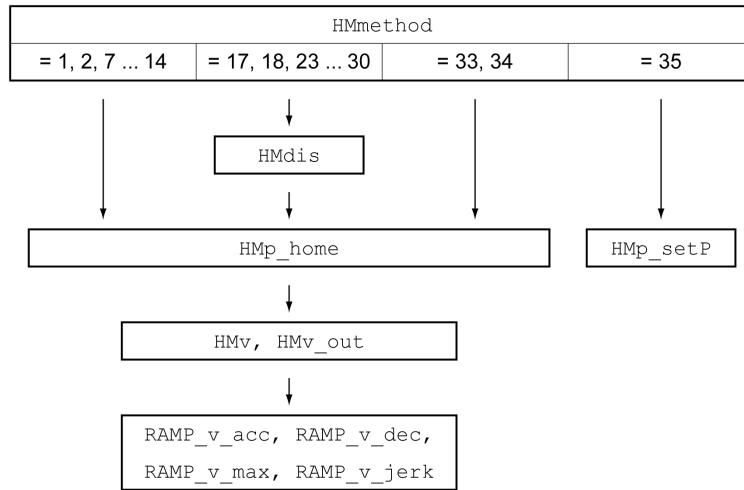 HMmethod
= 1, 2, 7 ... 14
= 17, 18, 23 ... 30
= 33, 34
= 35
HMdis
HMp_home
HMp_setP
HMv, HMv_out
RAMP_v_acc, RAMP_v_dec,
RAMP_v_max, RAMP_v_jerk